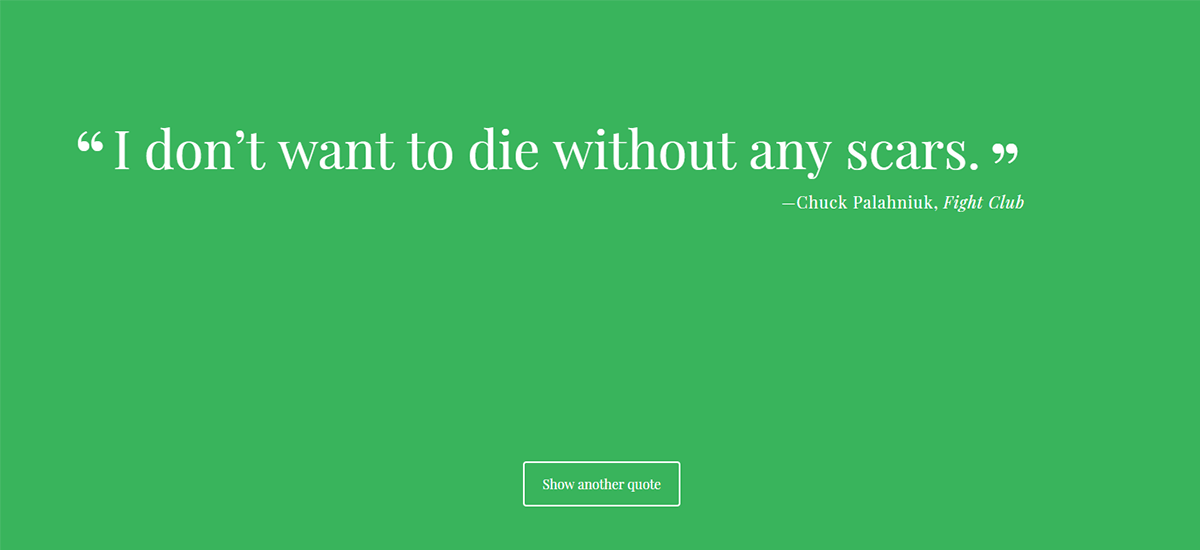 “ I don’t want to die without any scars. ”
—Chuck Palahniuk, Fight Club
Show another quote